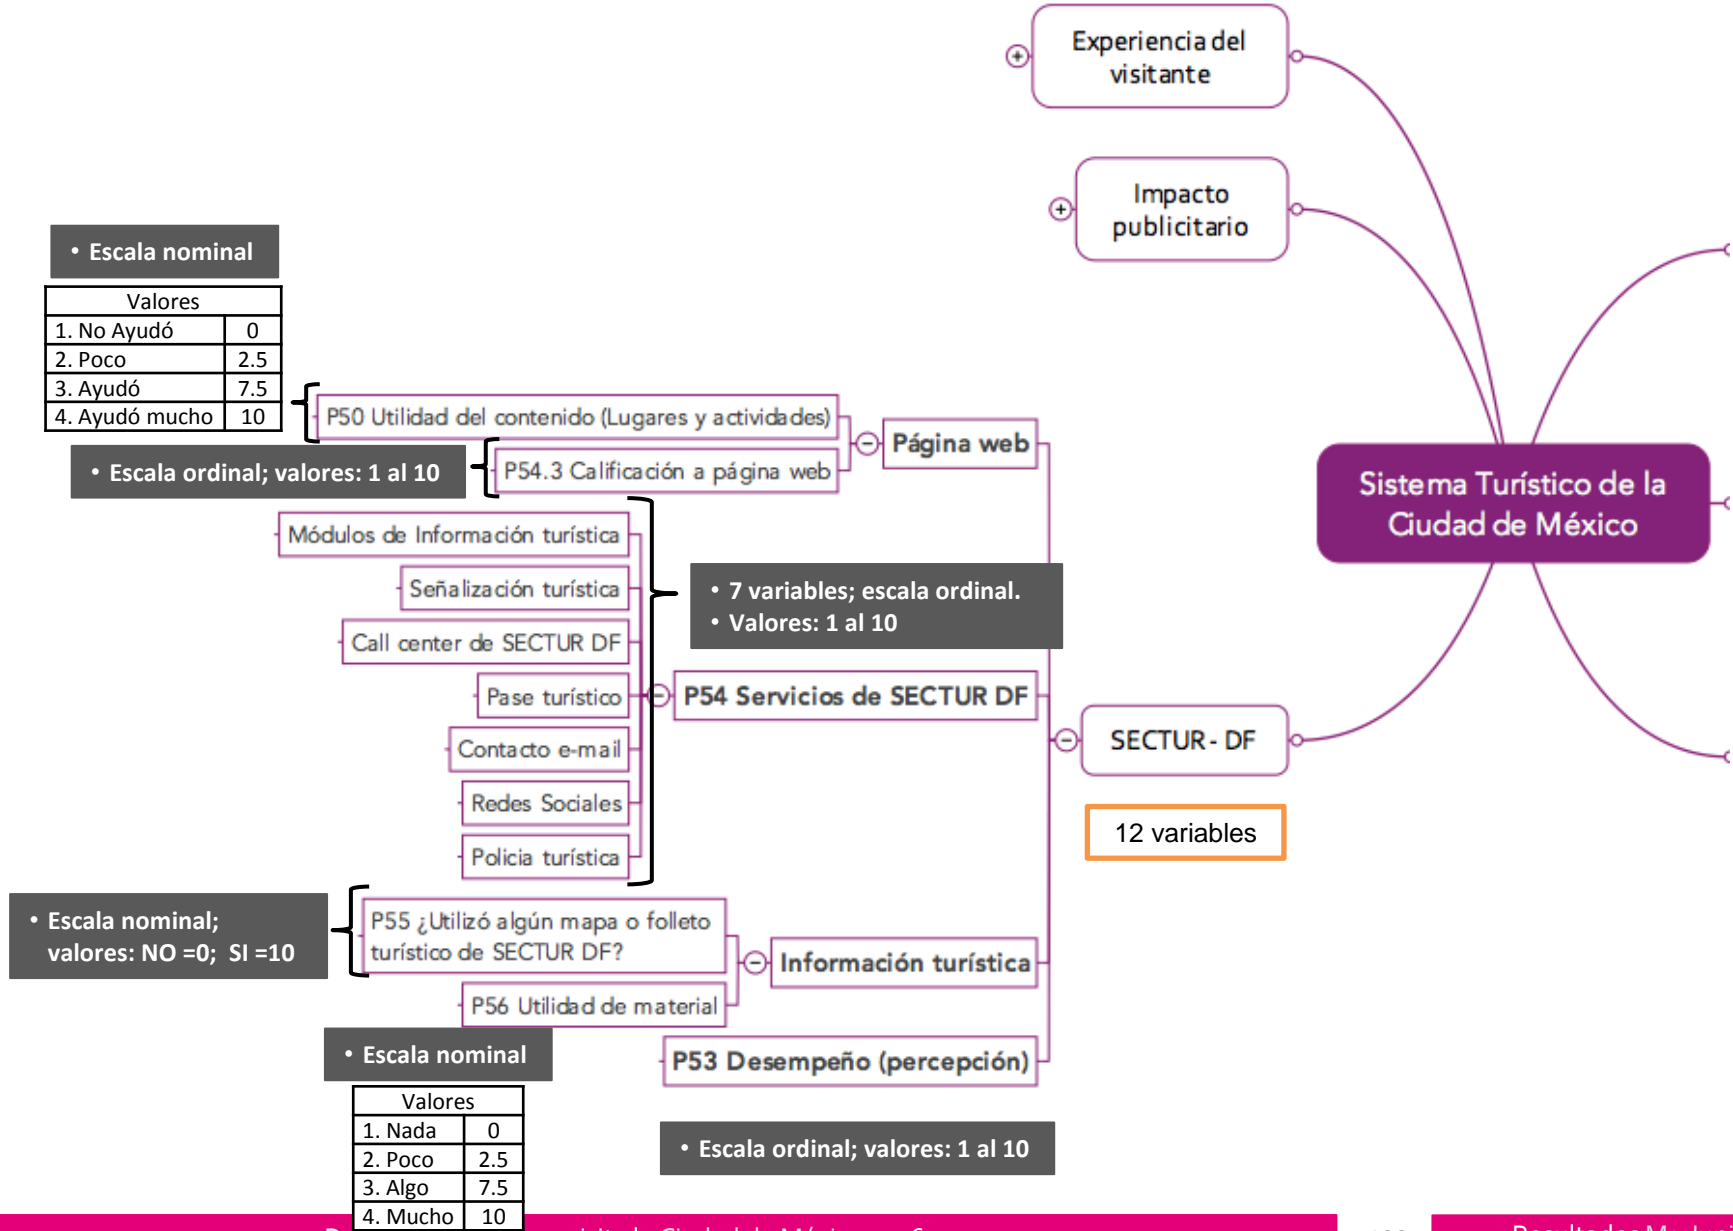 Experiencia del
visitante
Impacto
publicitario
• Escala nominal
Valores
1. No Ayudó 0
2. Poco 2.5
3. Ayudó 7.5
4. Ayudó mucho 10
P50 Utilidad del contenido (Lugares y actividades)
Página web
• Escala ordinal; valores: 1 al 10
P54.3 Calificación a página web
Sistema Turístico de la
Ciudad de México
Módulos de Información turística
Señalización turística
Call center de SECTUR DF
Pase turístico
Contacto e-mail
Redes Sociales
Policia turística
• 7 variables; escala ordinal.
• Valores: 1 al 10
P54 Servicios de SECTUR DF
SECTUR - DF
12 variables
• Escala nominal;
valores: NO =0; SI =10
P55 ¿Utilizó algún mapa o folleto
turístico de SECTUR DF?
Información turística
P56 Utilidad de material
• Escala nominal
P53 Desempeño (percepción)
Valores
1. Nada 0
2. Poco 2.5
3. Algo 7.5
4. Mucho 10
• Escala ordinal; valores: 1 al 10